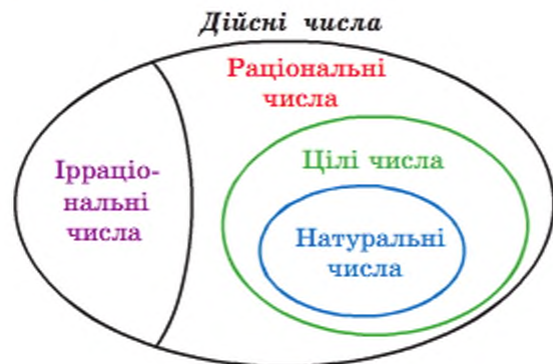 Дійсні числа
Раціональні
числа
Цілі числа
Ірраціо-
нальні
числа
Натуральні
числа